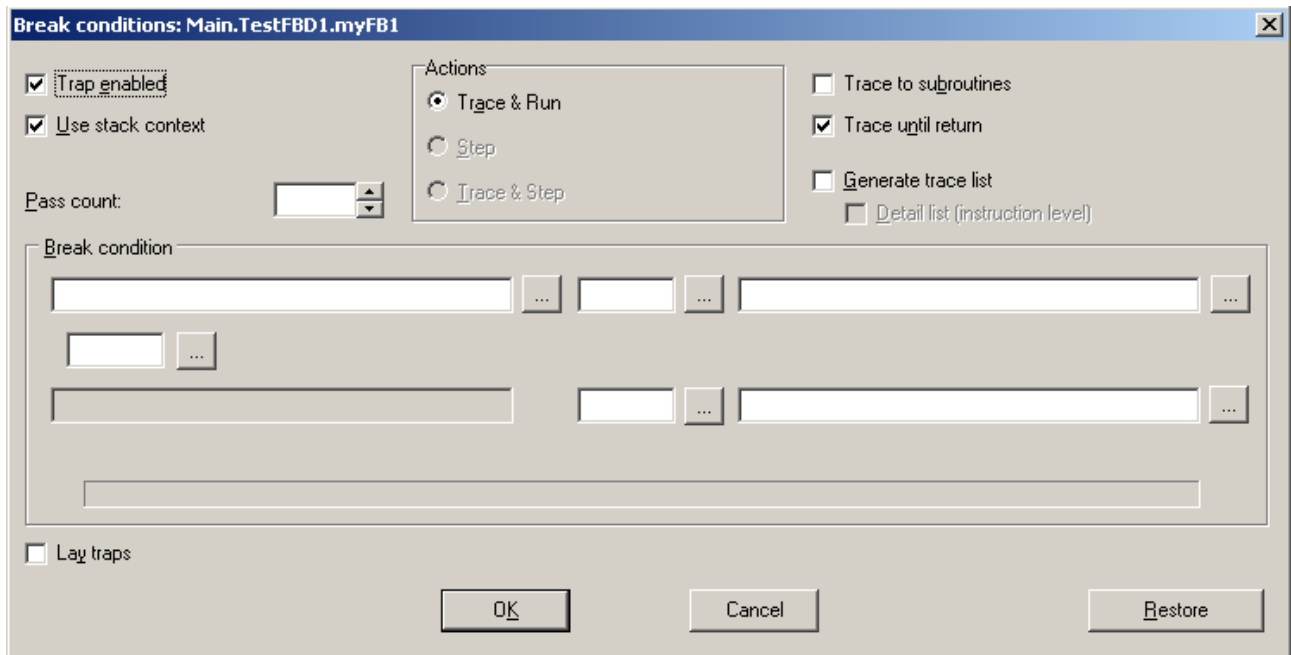 Break conditions: Main.TestFBD1.myFB1
Trap enabled
Use stack context
Pass count:
Actions
Trace & Run
Step
Trace & Step
Trace to subroutines
Trace until return
Generate trace list
Detail list (instruction level)
Break condition
... ... ...
...
... ...
Lay traps
OK Cancel Restore